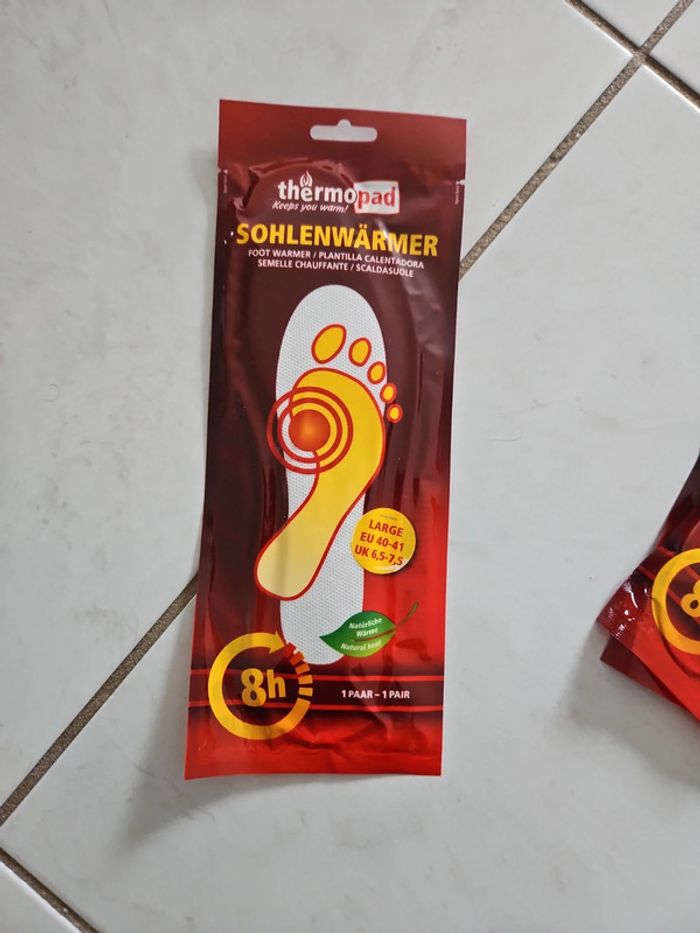 thermopad
Keeps you warm!
SOHLENWÄRMER
FOOT WARMER / PLANTILLA CALENTADORA
SEMELLE CHAUFFANTE / SCALDASUOLE
LARGE
EU 40-41
UK 6,5-7,5
Natürliche
Wärme
Natural heat
8h
1 PAAR – 1 PAIR